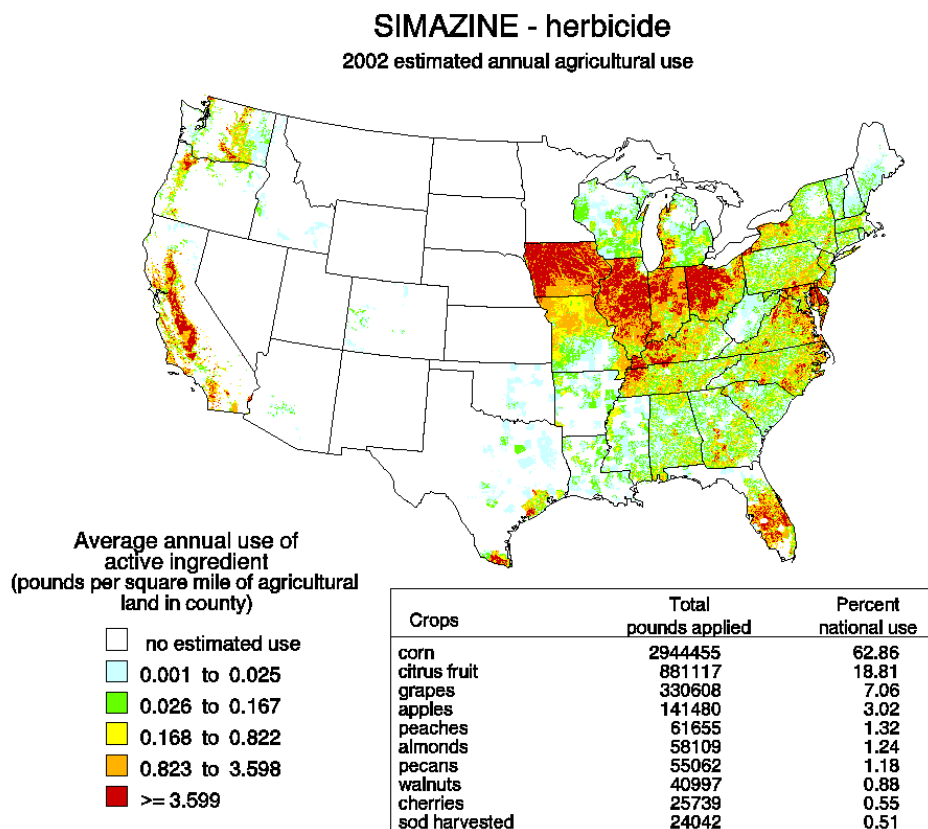 SIMAZINE - herbicide
2002 estimated annual agricultural use
Average annual use of
active ingredient
(pounds per square mile of agricultural
land in county)
no estimated use
0.001 to 0.025
0.026 to 0.167
0.168 to 0.822
0.823 to 3.598
>= 3.599
Crops Total pounds applied Percent national use
corn 2944455 62.86
citrus fruit 881117 18.81
grapes 330608 7.06
apples 141480 3.02
peaches 61655 1.32
almonds 58109 1.24
pecans 55062 1.18
walnuts 40997 0.88
cherries 25739 0.55
sod harvested 24042 0.51